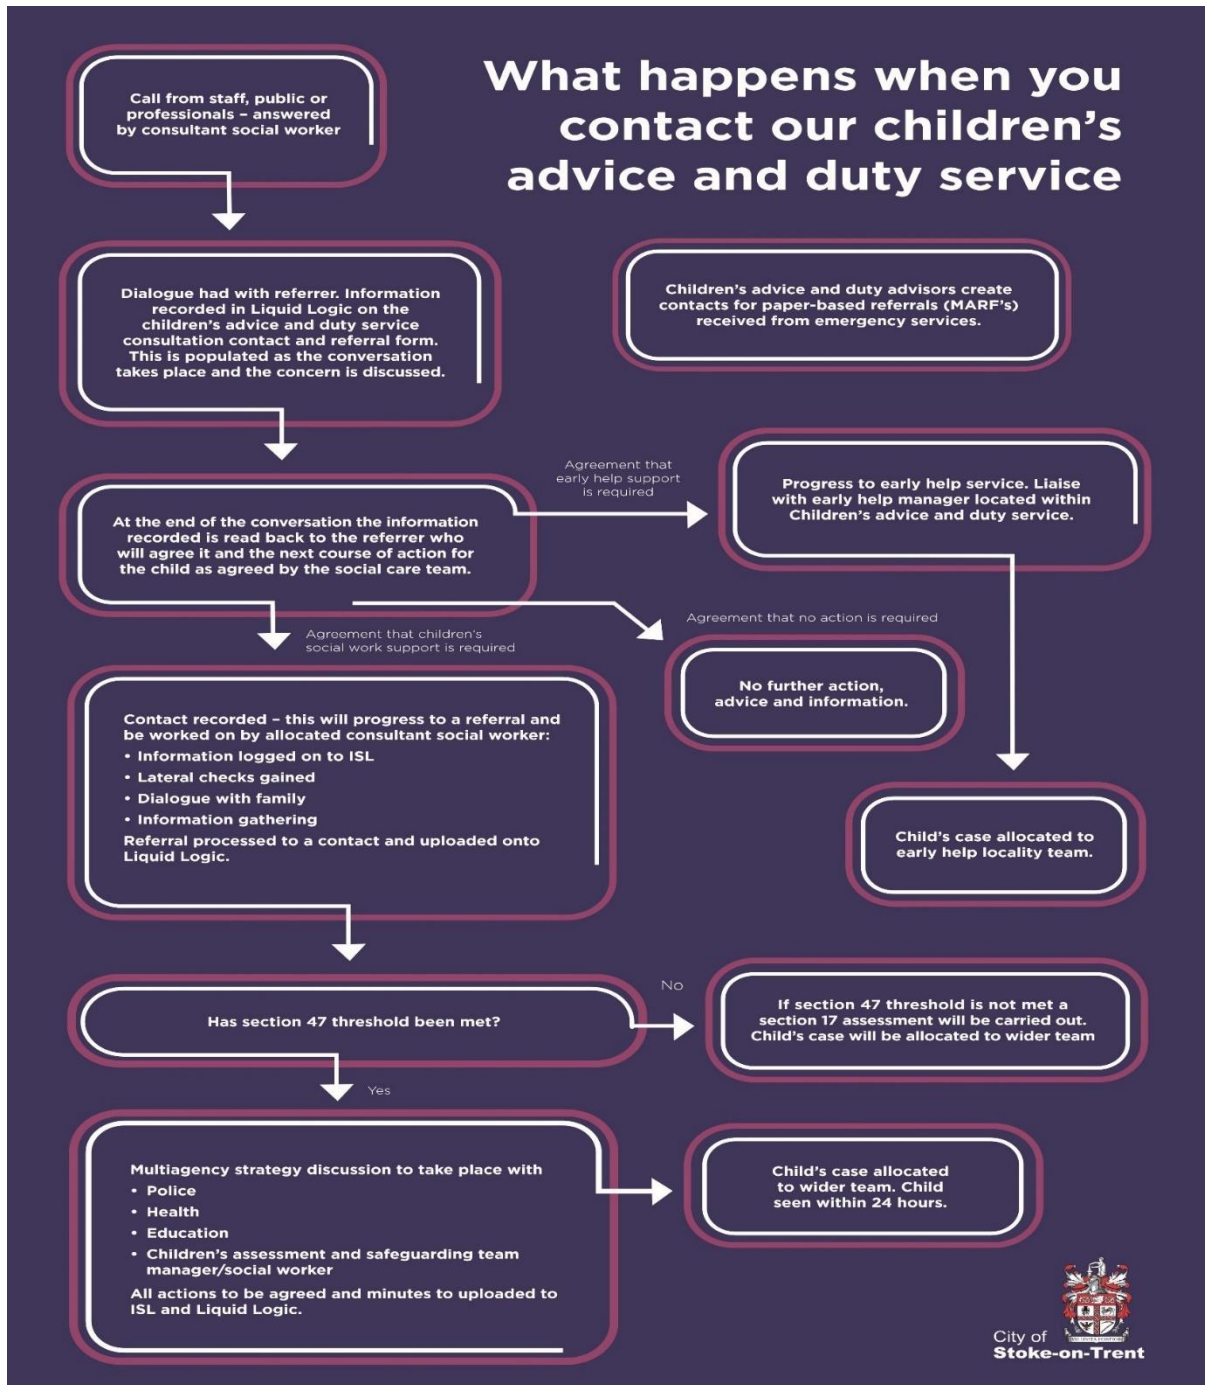 What happens when you
contact our children's
advice and duty service
Call from staff, public or
professionals – answered
by consultant social worker
Dialogue had with referrer. Information
recorded in Liquid Logic on the
children's advice and duty service
consultation contact and referral form.
This is populated as the conversation
takes place and the concern is discussed.
Children's advice and duty advisors create
contacts for paper-based referrals (MARF's)
received from emergency services.
At the end of the conversation the information
recorded is read back to the referrer who
will agree it and the next course of action for
the child as agreed by the social care team.
Agreement that
early help support
is required
Progress to early help service. Liaise
with early help manager located within
Children's advice and duty service.
Agreement that no action is required
No further action,
advice and information.
Child's case allocated to
early help locality team.
Agreement that children's
social work support is required
Contact recorded – this will progress to a referral and
be worked on by allocated consultant social worker:
• Information logged on to ISL
• Lateral checks gained
• Dialogue with family
• Information gathering
Referral processed to a contact and uploaded onto
Liquid Logic.
Has section 47 threshold been met?
No
If section 47 threshold is not met a
section 17 assessment will be carried out.
Child's case will be allocated to wider team
Yes
Multiagency strategy discussion to take place with
• Police
• Health
• Education
• Children's assessment and safeguarding team
manager/social worker
All actions to be agreed and minutes to uploaded to
ISL and Liquid Logic.
Child's case allocated
to wider team. Child
seen within 24 hours.
City of
Stoke-on-Trent